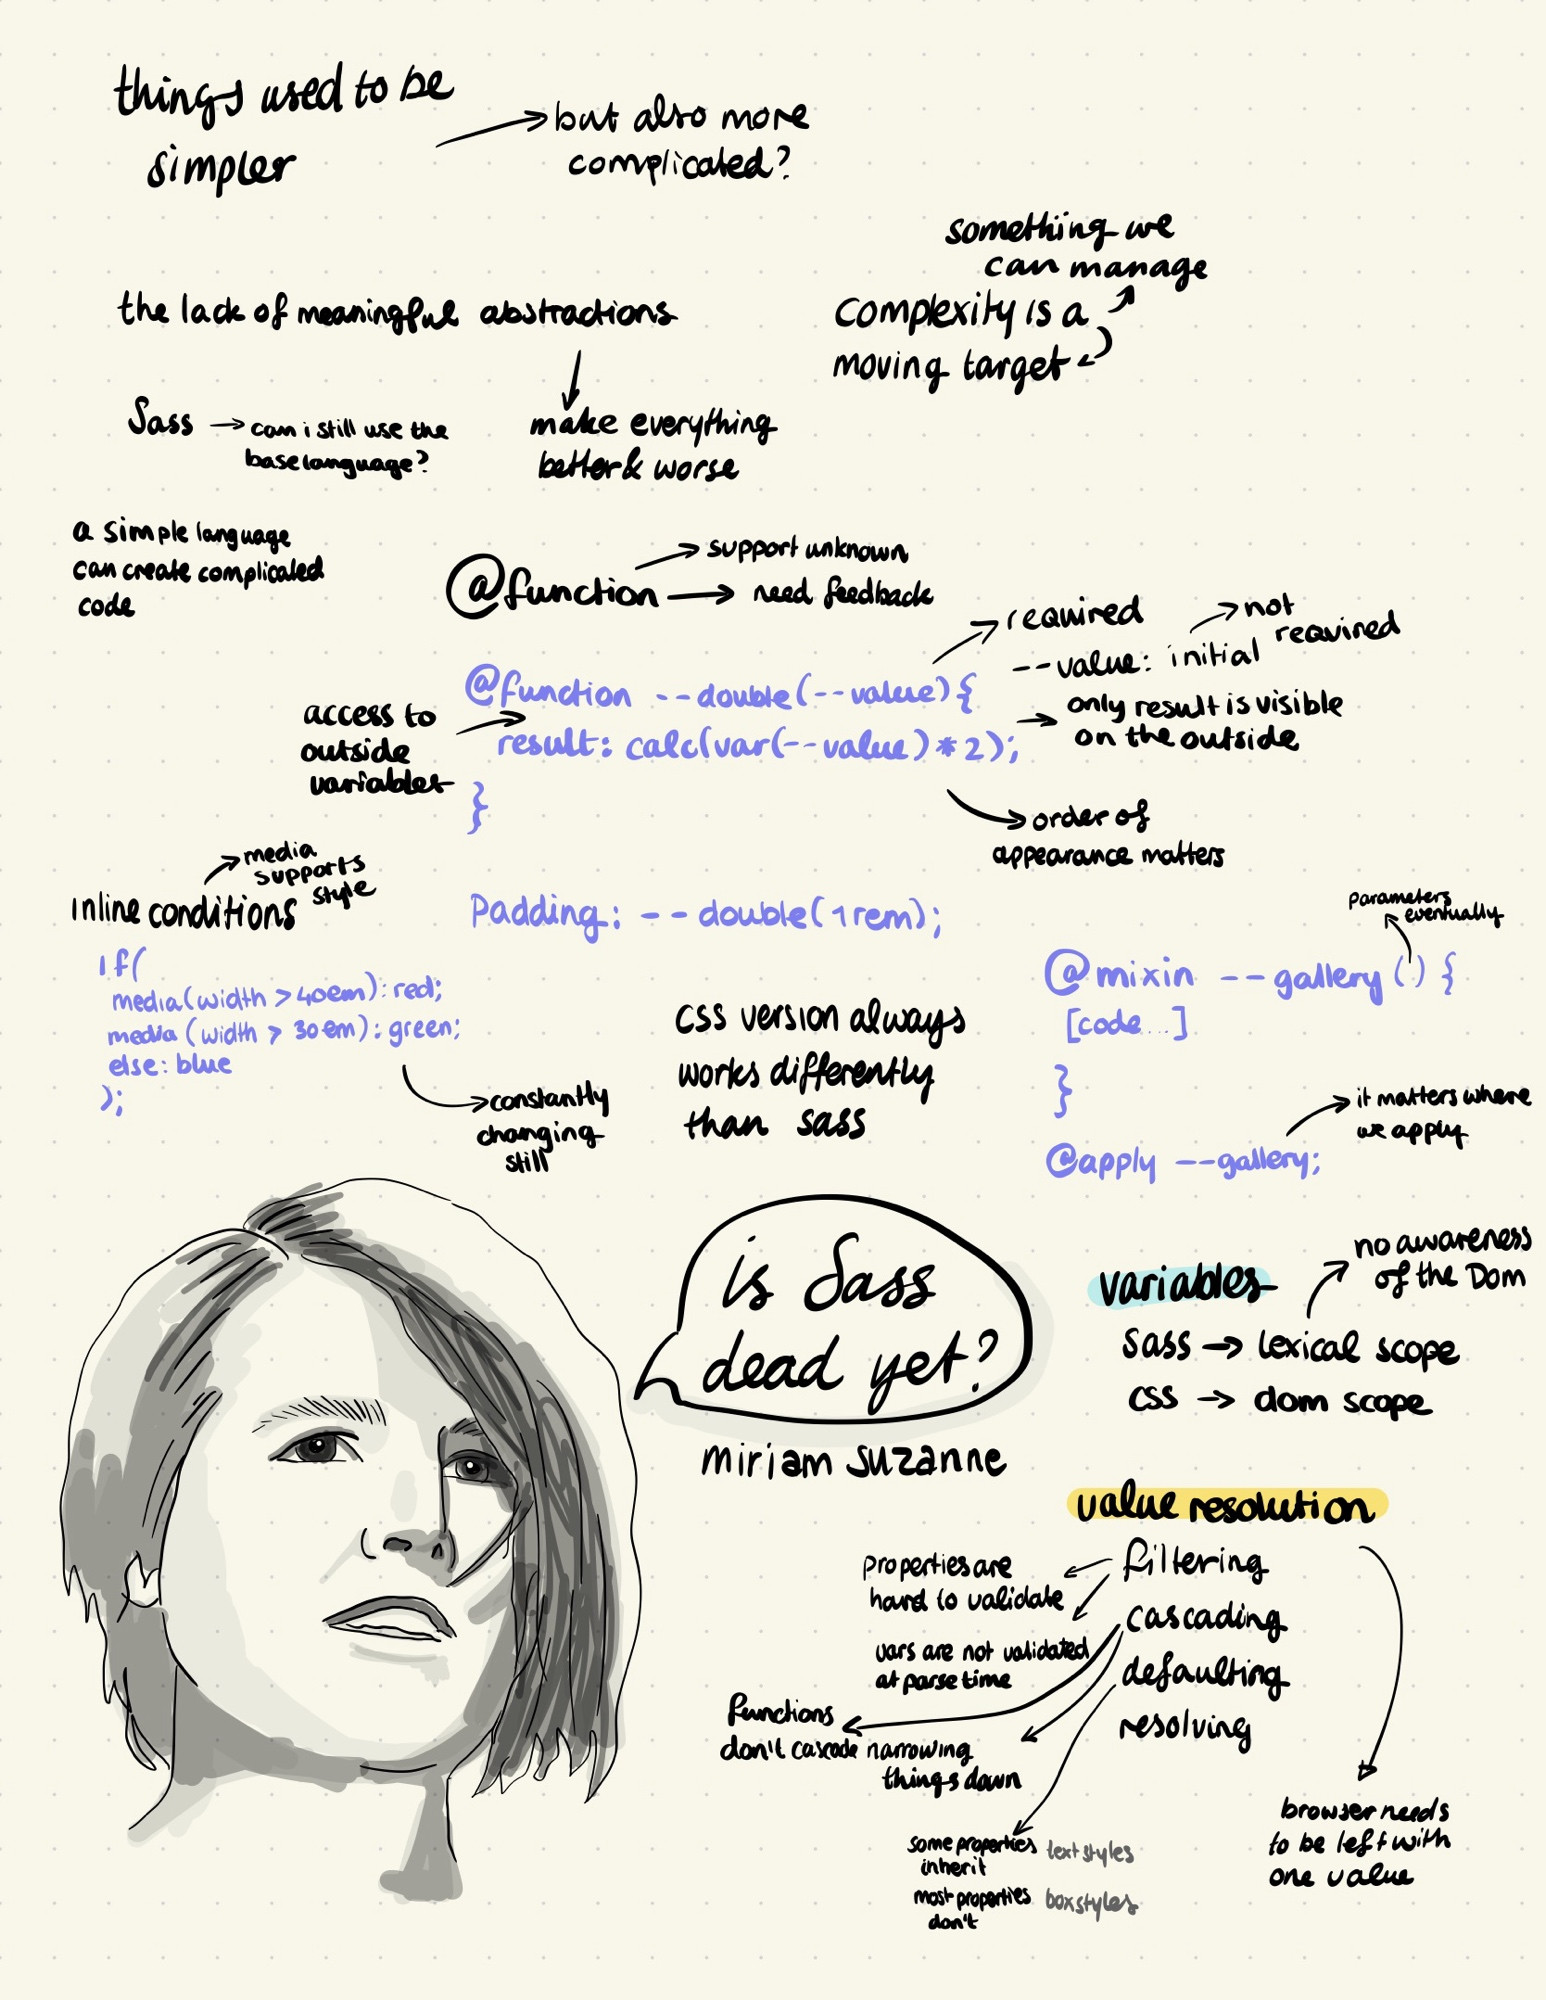 things used to be
simpler
but also more
complicated?
something we
can manage
complexity is a
moving target
the lack of meaningful abstractions
make everything
better & worse
Sass
can i still use the
base language?
a simple language
can create complicated
code
@function
support unknown
need feedback
required
not
required
--value: initial
@function --double(--value){
result: calc(var(--value) * 2);
}
access to
outside
variables
only result is visible
on the outside
order of
appearance matters
Padding: --double(1rem);
inline conditions
media
supports
style
if(
media(width > 40em): red;
media (width > 30em): green;
else: blue
);
constantly
changing
still
css version always
works differently
than sass
parameters
eventually
@mixin --gallery () {
[code...]
}
@apply --gallery;
it matters where
we apply
is Sass
dead yet?
miriam suzanne
variables
no awareness
of the Dom
Sass → lexical scope
css → dom scope
value resolution
filtering
cascading
defaulting
resolving
properties are
hard to validate
vars are not validated
at parse time
functions
don't cascade
narrowing
things down
some properties
inherit
text styles
most properties
don't
box styles
browser needs
to be left with
one value